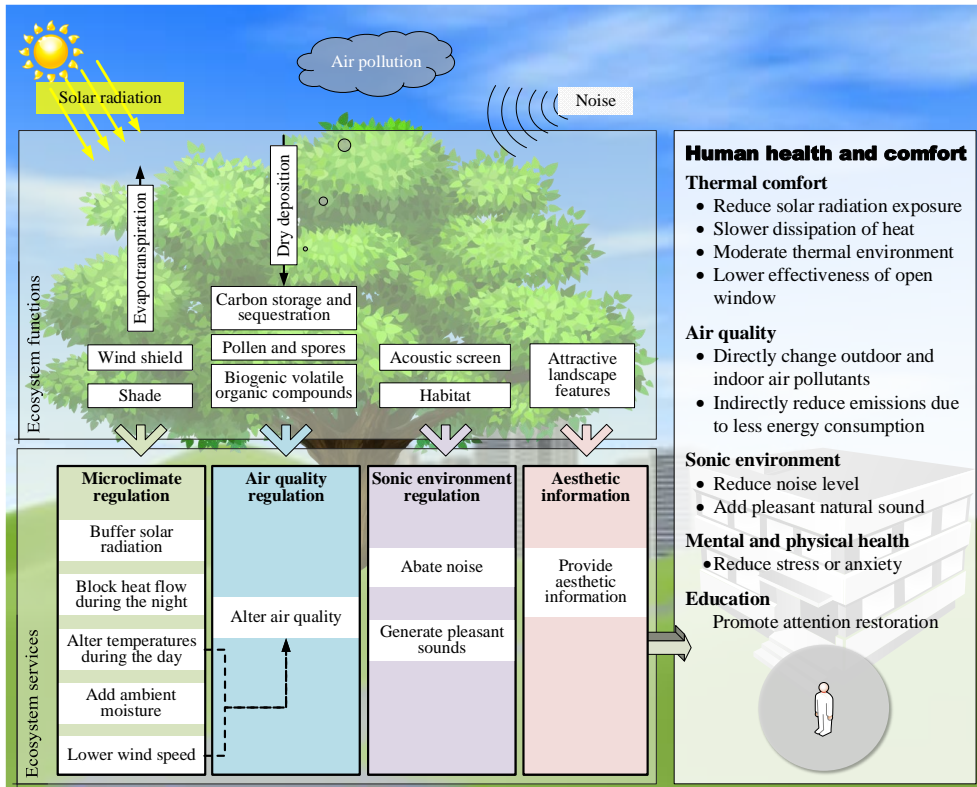 Air pollution
Solar radiation
Noise
Ecosystem functions
Evapotranspiration
Dry deposition
Wind shield
Shade
Carbon storage and
sequestration
Pollen and spores
Biogenic volatile
organic compounds
Acoustic screen
Habitat
Attractive
landscape
features
Ecosystem services
Microclimate
regulation
Buffer solar
radiation
Block heat flow
during the night
Alter temperatures
during the day
Add ambient
moisture
Lower wind speed
Air quality
regulation
Alter air quality
Sonic environment
regulation
Abate noise
Generate pleasant
sounds
Aesthetic
information
Provide
aesthetic
information
Human health and comfort
Thermal comfort
• Reduce solar radiation exposure
• Slower dissipation of heat
• Moderate thermal environment
• Lower effectiveness of open
window
Air quality
• Directly change outdoor and
indoor air pollutants
• Indirectly reduce emissions due
to less energy consumption
Sonic environment
• Reduce noise level
• Add pleasant natural sound
Mental and physical health
•Reduce stress or anxiety
Education
Promote attention restoration